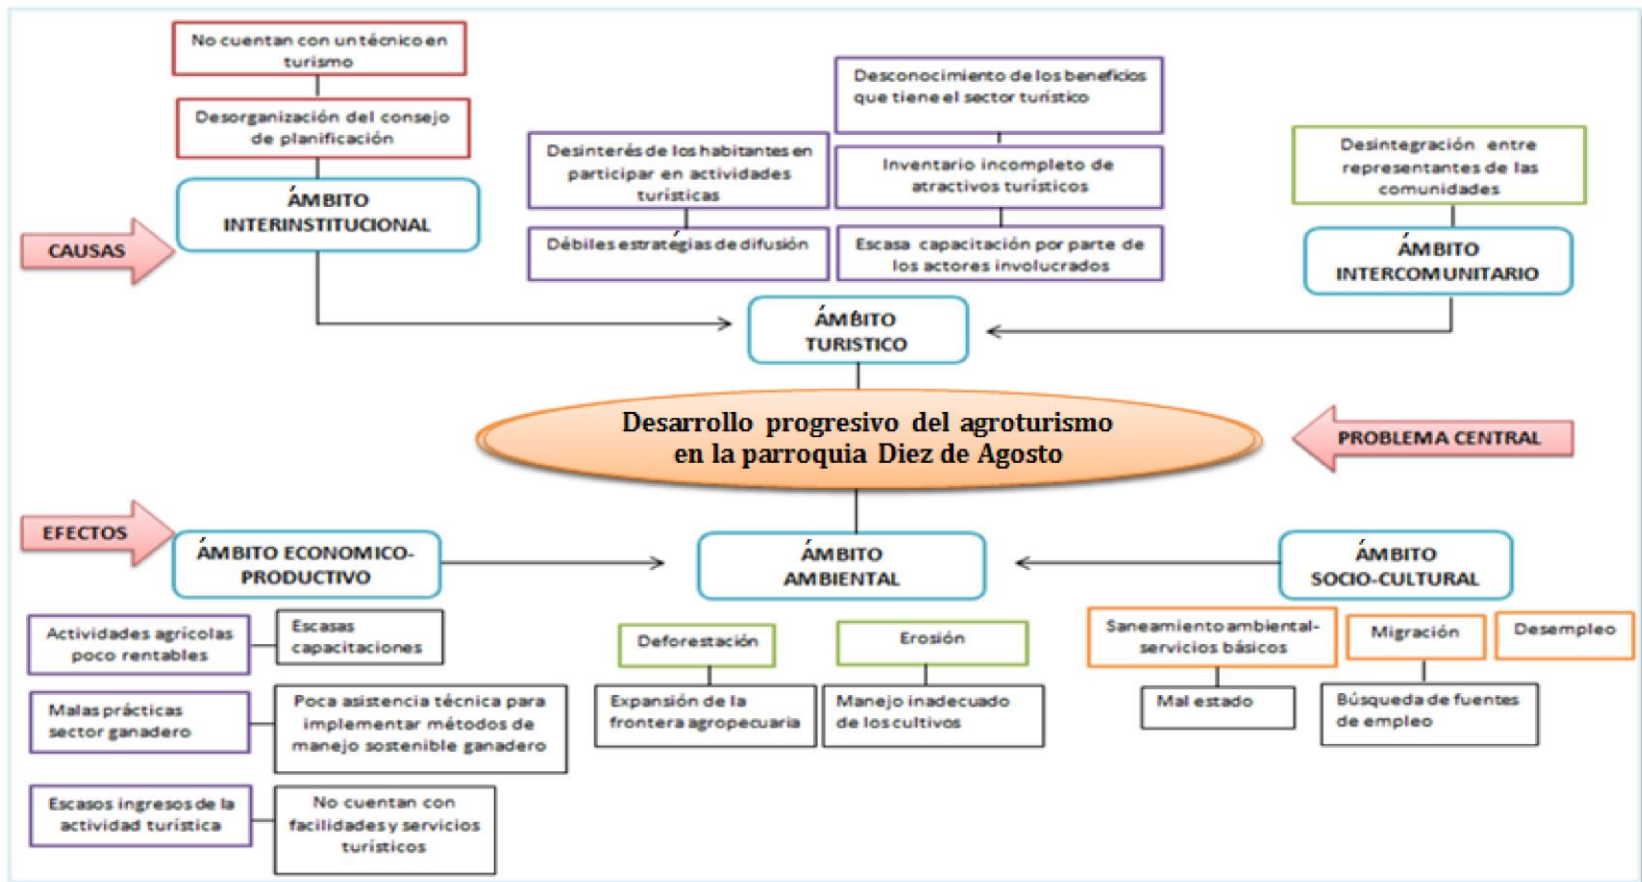 No cuentan con un técnico en
turismo
Desorganización del consejo
de planificación
ÁMBITO
INTERINSTITUCIONAL
CAUSAS
Desinterés de los habitantes en
participar en actividades
turísticas
Débiles estratégias de difusión
Desconocimiento de los beneficios
que tiene el sector turístico
Inventario incompleto de
atractivos turísticos
Escasa capacitación por parte de
los actores involucrados
Desintegración entre
representantes de las
comunidades
ÁMBITO
INTERCOMUNITARIO
ÁMBITO
TURISTICO
Desarrollo progresivo del agroturismo
en la parroquia Diez de Agosto
PROBLEMA CENTRAL
EFECTOS
ÁMBITO ECONOMICO-
PRODUCTIVO
ÁMBITO
AMBIENTAL
ÁMBITO
SOCIO-CULTURAL
Actividades agrícolas
poco rentables
Escasas
capacitaciones
Malas prácticas
sector ganadero
Poca asistencia técnica para
implementar métodos de
manejo sostenible ganadero
Escasos ingresos de la
actividad turística
No cuentan con
facilidades y servicios
turísticos
Deforestación
Expansión de la
frontera agropecuaria
Erosión
Manejo inadecuado
de los cultivos
Saneamiento ambiental-
servicios básicos
Mal estado
Migración
Búsqueda de fuentes
de empleo
Desempleo